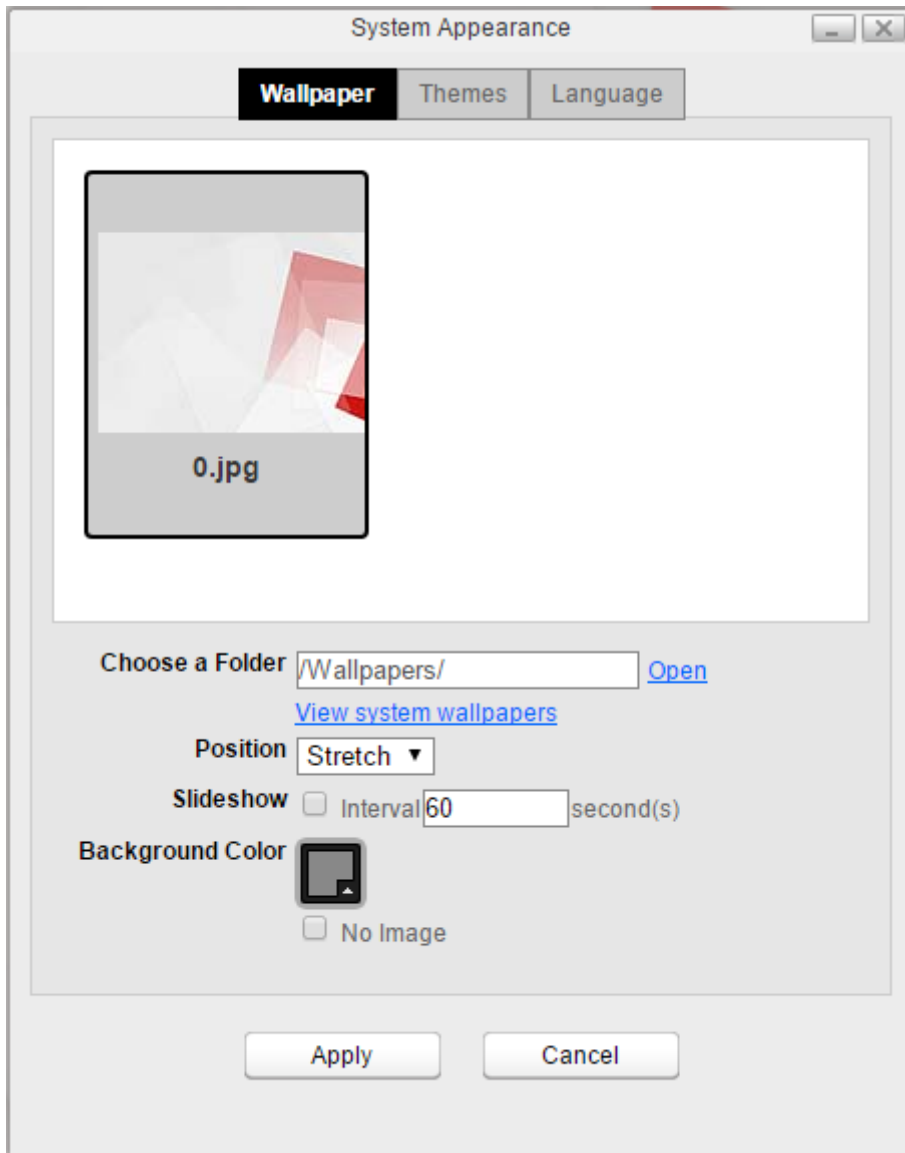 System Appearance
Wallpaper Themes Language
0.jpg
Choose a Folder /Wallpapers/ Open
View system wallpapers
Position Stretch
Slideshow Interval 60 second(s)
Background Color
No Image
Apply Cancel